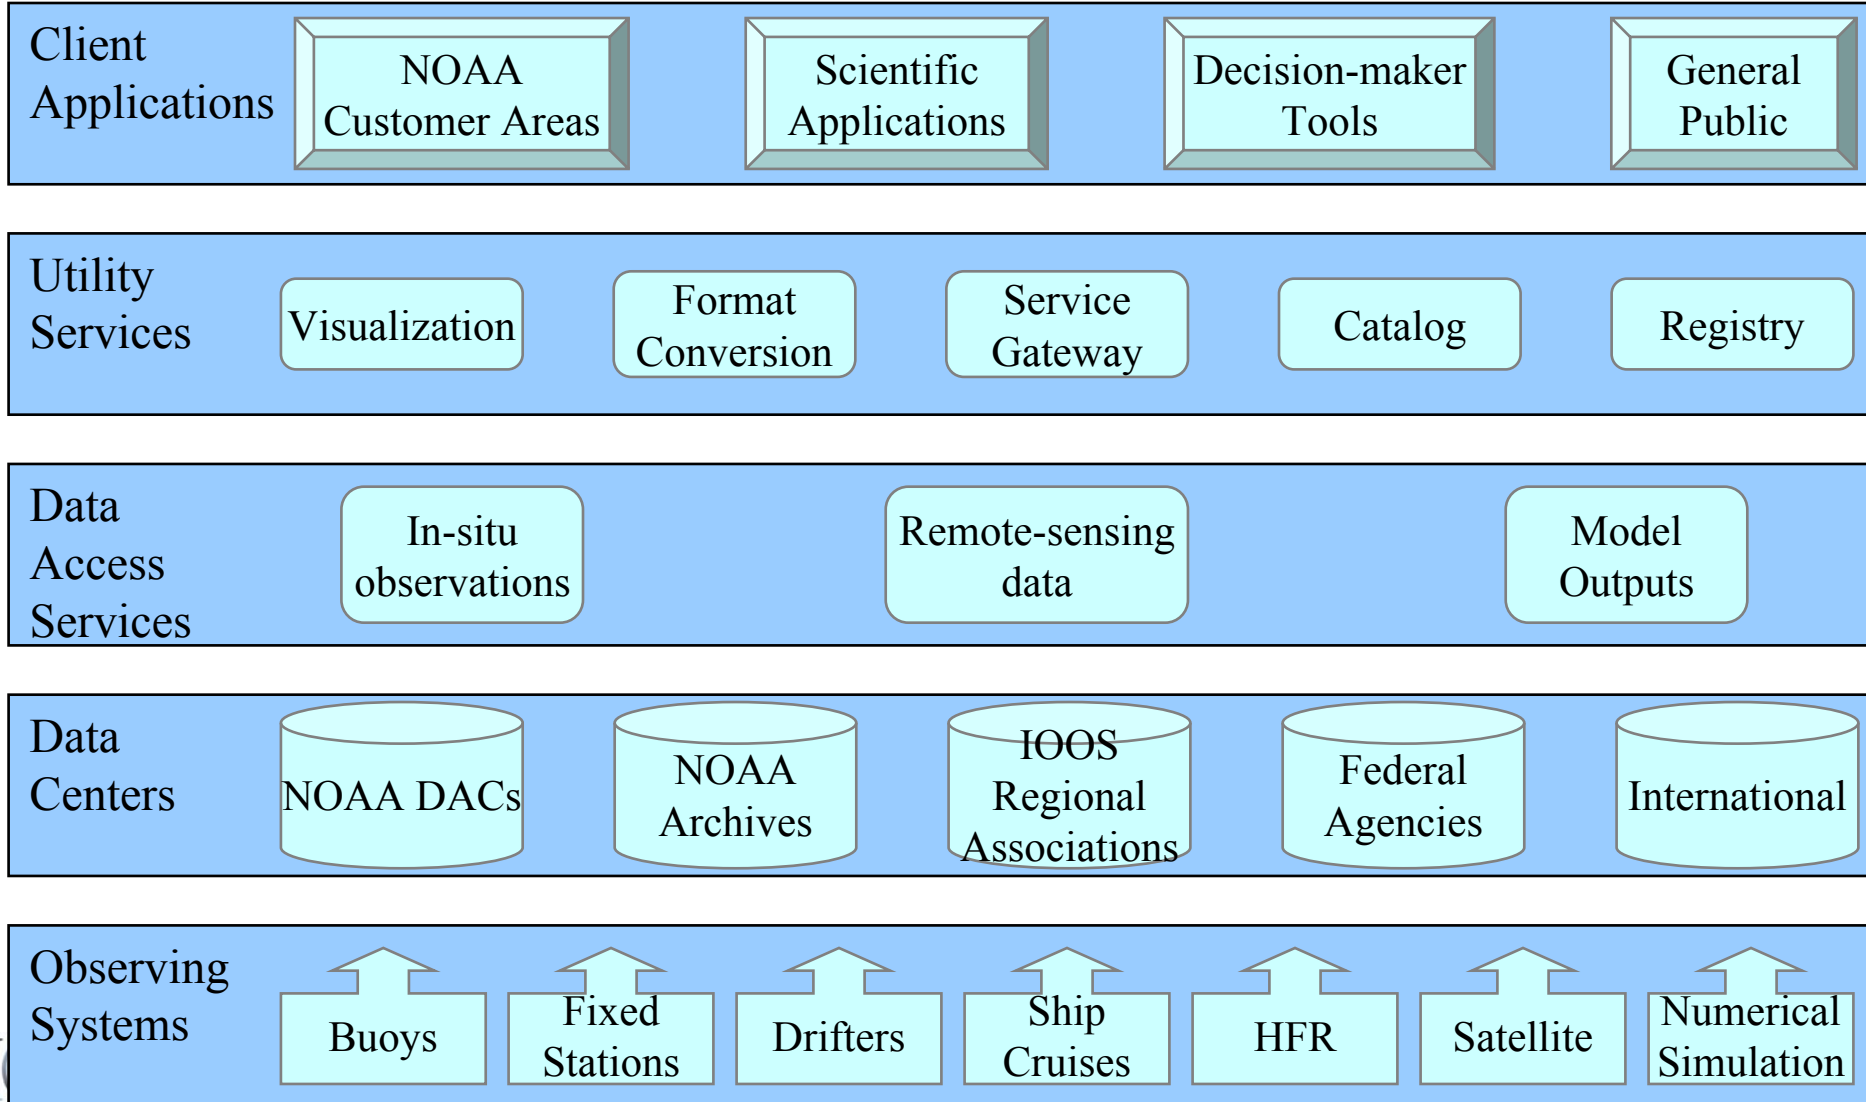 Client
Applications
NOAA
Customer Areas
Scientific
Applications
Decision-maker
Tools
General
Public
Utility
Services
Visualization
Format
Conversion
Service
Gateway
Catalog
Registry
Data
Access
Services
In-situ
observations
Remote-sensing
data
Model
Outputs
Data
Centers
NOAA DACs
NOAA
Archives
IOOS
Regional
Associations
Federal
Agencies
International
Observing
Systems
Buoys
Fixed
Stations
Drifters
Ship
Cruises
HFR
Satellite
Numerical
Simulation